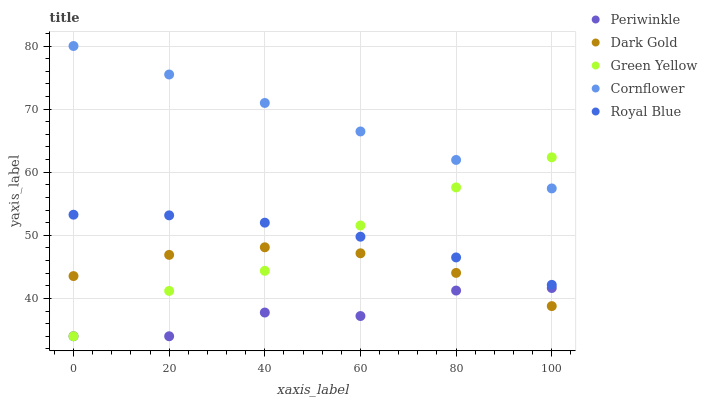 title
Periwinkle
Dark Gold
Green Yellow
Cornflower
Royal Blue
yaxis_label
80
70
60
50
40
0 20 40 60 80 100
xaxis_label